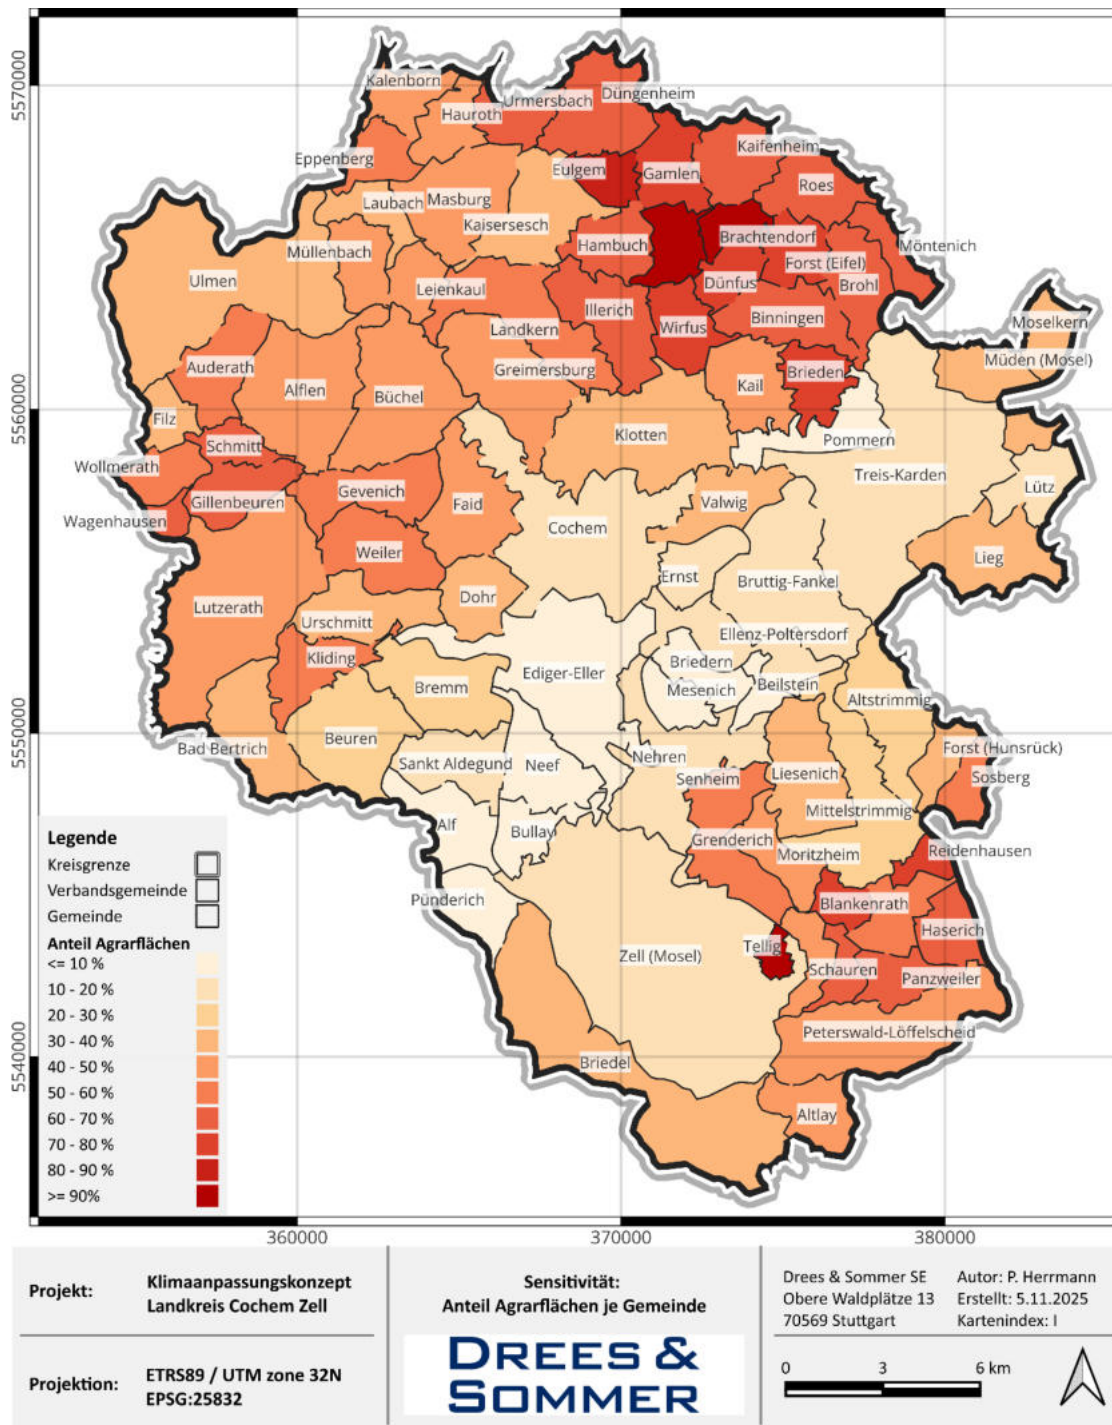 5570000
5560000
5550000
5540000
Kalenborn
Hauroth
Urmersbach
Düngenheim
Eppenberg
Eulgem
Gamlen
Kaifenheim
Roes
Laubach
Masburg
Kaisersesch
Hambuch
Brachtendorf
Möntenich
Müllenbach
Forst (Eifel)
Ulmen
Leienkaul
Dünfus
Brohl
Illerich
Landkern
Wirfus
Binningen
Moselkern
Müden (Mosel)
Auderath
Alflen
Büchel
Greimersburg
Kail
Brieden
Filz
Klotten
Pommern
Schmitt
Wollmerath
Treis-Karden
Gillenbeuren
Gevenich
Faid
Valwig
Lütz
Wagenhausen
Cochem
Weiler
Ernst
Bruttig-Fankel
Lieg
Lutzerath
Dohr
Urschmitt
Ellenz-Poltersdorf
Kliding
Ediger-Eller
Briedern
Bremm
Mesenich
Beilstein
Altstrimmig
Bad Bertrich
Beuren
Sankt Aldegund
Neef
Nehren
Senheim
Liesenich
Forst (Hunsrück)
Sosberg
Mittelstrimmig
Alf
Bullay
Grenderich
Moritzheim
Reidenhausen
Pünderich
Blankenrath
Haserich
Zell (Mosel)
Tellig
Schauren
Panzweiler
Peterswald-Löffelscheid
Briedel
Altlay
Legende
Kreisgrenze
Verbandsgemeinde
Gemeinde
Anteil Agrarflächen
<= 10 %
10 - 20 %
20 - 30 %
30 - 40 %
40 - 50 %
50 - 60 %
60 - 70 %
70 - 80 %
80 - 90 %
>= 90%
360000
370000
380000
Projekt:
Klimaanpassungskonzept
Landkreis Cochem Zell
Projektion:
ETRS89 / UTM zone 32N
EPSG:25832
Sensitivität:
Anteil Agrarflächen je Gemeinde
DREES &
SOMMER
Drees & Sommer SE
Obere Waldplätze 13
70569 Stuttgart
Autor: P. Herrmann
Erstellt: 5.11.2025
Kartenindex: I
0 3 6 km